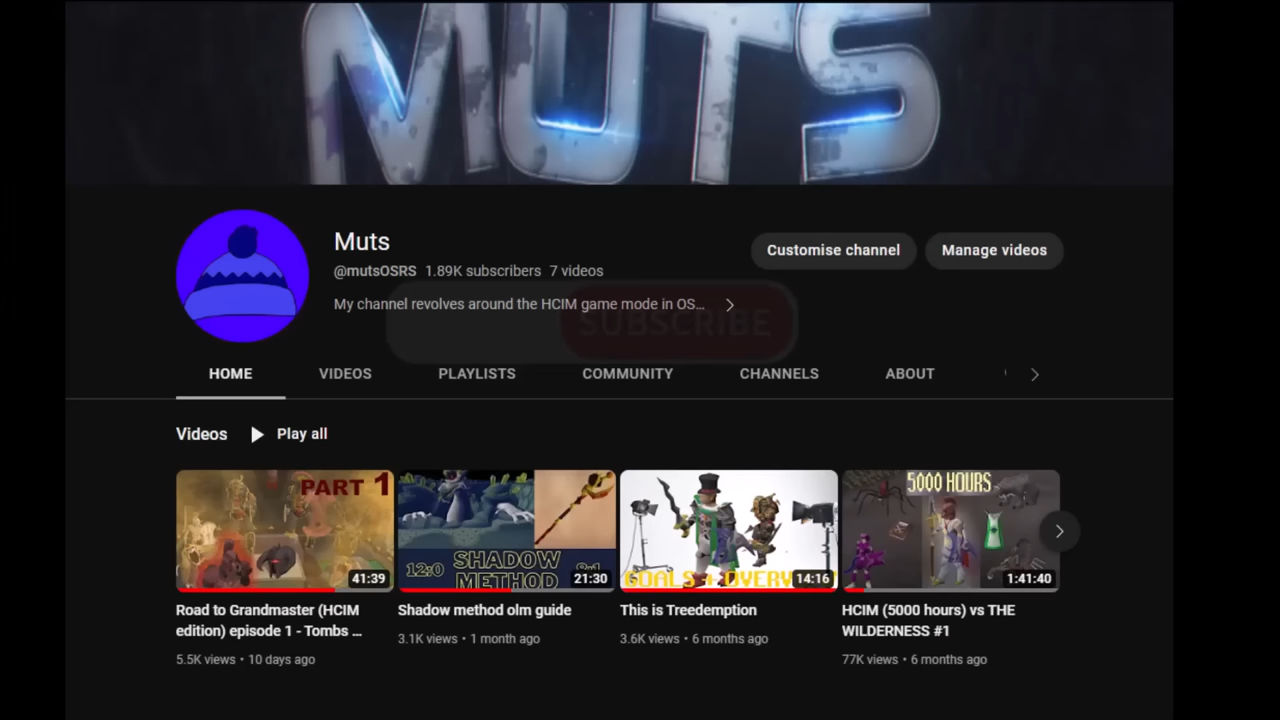 MUTS
Muts
Customise channel
Manage videos
@mutsOSRS 1.89K subscribers 7 videos
My channel revolves around the HCIM game mode in OS...
SUBSCRIBE
HOME
VIDEOS
PLAYLISTS
COMMUNITY
CHANNELS
ABOUT
Videos
Play all
PART 1
41:39
12:0 SHADOW
METHOD
21:30
14:16
5000 HOURS
1:41:40
Road to Grandmaster (HCIM
edition) episode 1 - Tombs ...
5.5K views • 10 days ago
Shadow method olm guide
3.1K views • 1 month ago
This is Treedemption
3.6K views • 6 months ago
HCIM (5000 hours) vs THE
WILDERNESS #1
77K views • 6 months ago